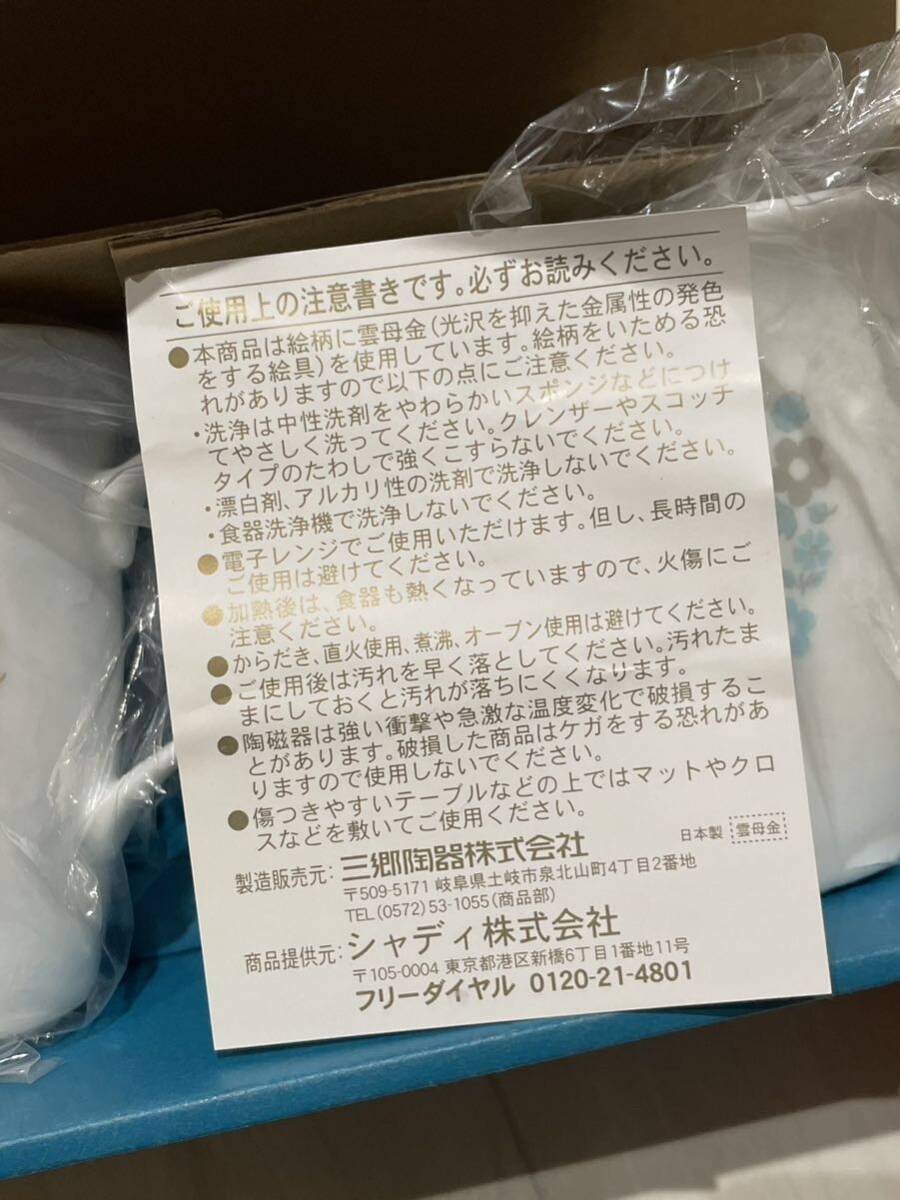 ご使用上の注意書きです。必ずお読みください。
●本商品は絵柄に雲母金(光沢を抑えた金属性の発色
をする絵具)を使用しています。絵柄をいためる恐
れがありますので以下の点にご注意ください。
・洗浄は中性洗剤をやわらかいスポンジなどにつけ
てやさしく洗ってください。クレンザーやスコッチ
タイプのたわしで強くこすらないでください。
・漂白剤、アルカリ性の洗剤で洗浄しないでください。
・食器洗浄機で洗浄しないでください。
●電子レンジでご使用いただけます。但し、長時間の
ご使用は避けてください。
●加熱後は、食器も熱くなっていますので、火傷にご
注意ください。
●からだき、直火使用、煮沸、オーブン使用は避けてください。
●ご使用後は汚れを早く落としてください。汚れたま
まにしておくと汚れが落ちにくくなります。
●陶磁器は強い衝撃や急激な温度変化で破損するこ
とがあります。破損した商品はケガをする恐れがあ
りますので使用しないでください。
●傷つきやすいテーブルなどの上ではマットやクロ
スなどを敷いてご使用ください。
日本製 雲母金
製造販売元: 三郷陶器株式会社
〒509-5171 岐阜県土岐市泉北山町4丁目2番地
TEL(0572)53-1055(商品部)
商品提供元: シャディ株式会社
〒105-0004 東京都港区新橋6丁目1番地11号
フリーダイヤル 0120-21-4801